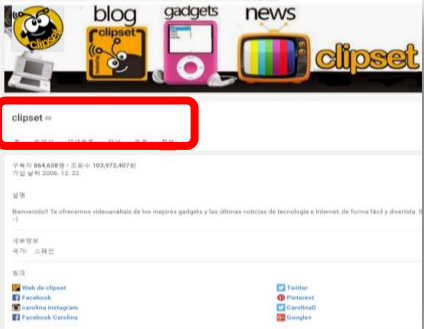 blog gadgets news
clipset
clipset
clipset
clipset
구독자 864,638명 • 조회수 103,972,407회
가입 날짜 2006. 12. 22.
설명
Bienvenido!! Te ofrecemos videoanálisis de los mejores gadgets y las últimas noticias de tecnología e Internet, de forma fácil y divertida.
:-)
세부정보
국가: 스페인
링크
Web de clipset Twitter
Facebook Pinterest
carolina instagram CarolinaD
Facebook Carolina Google+